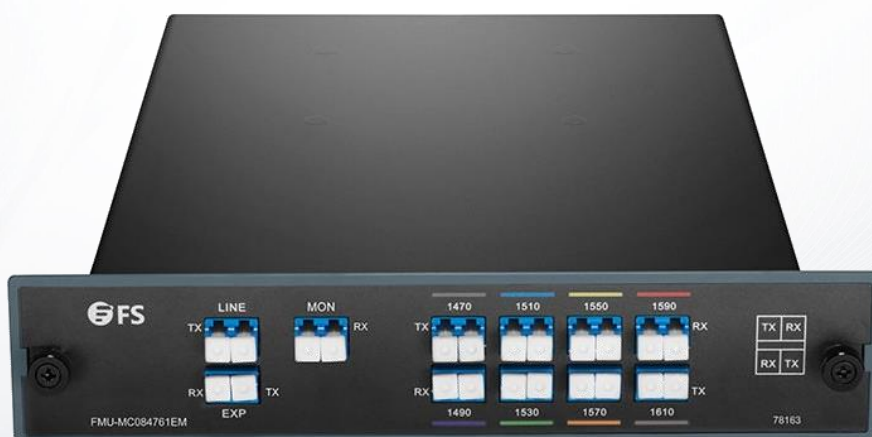 FS
LINE MON
TX RX
RX TX
EXP
FMU-MC084761EM
1470 1510 1550 1590
TX RX
RX TX
1490 1530 1570 1610
TX RX
RX TX
78163